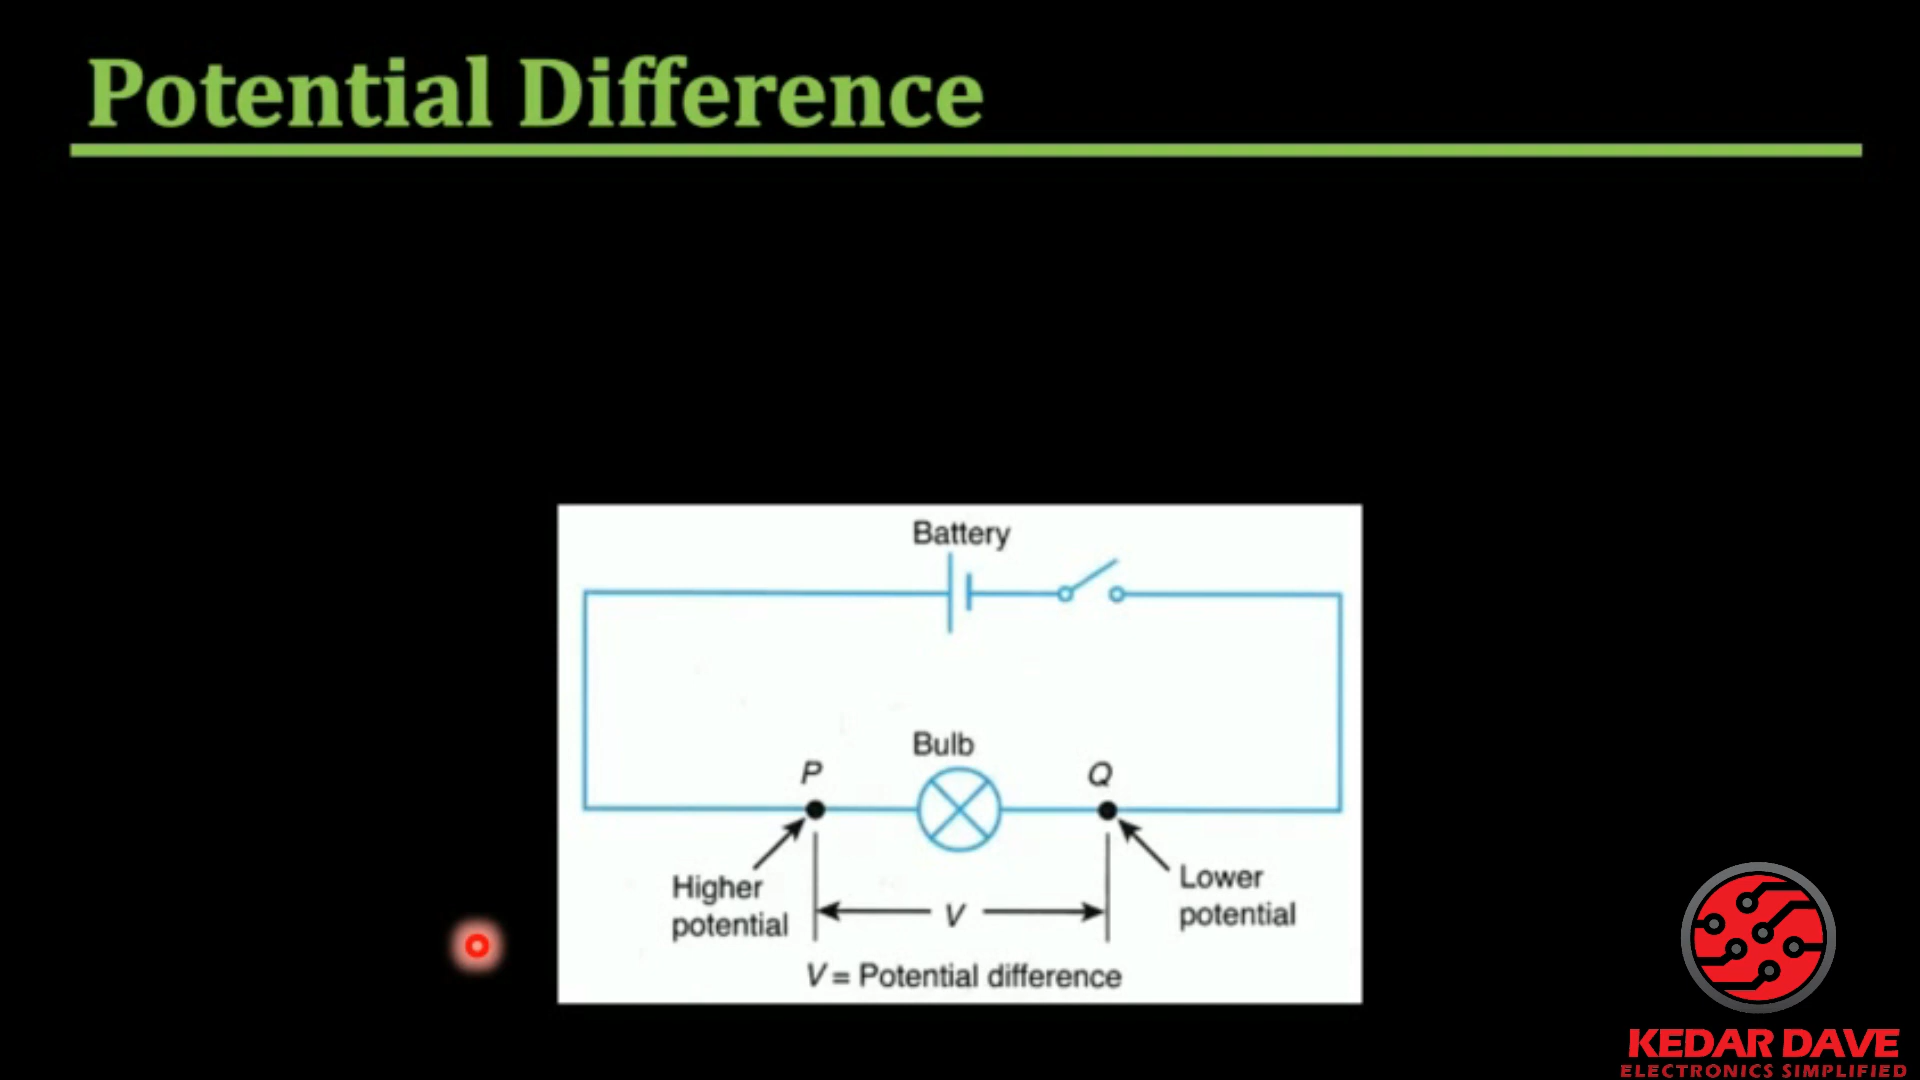 Potential Difference
Battery
Bulb
P
Q
Higher
potential
V
Lower
potential
V = Potential difference
KEDAR DAVE
ELECTRONICS SIMPLIFIED